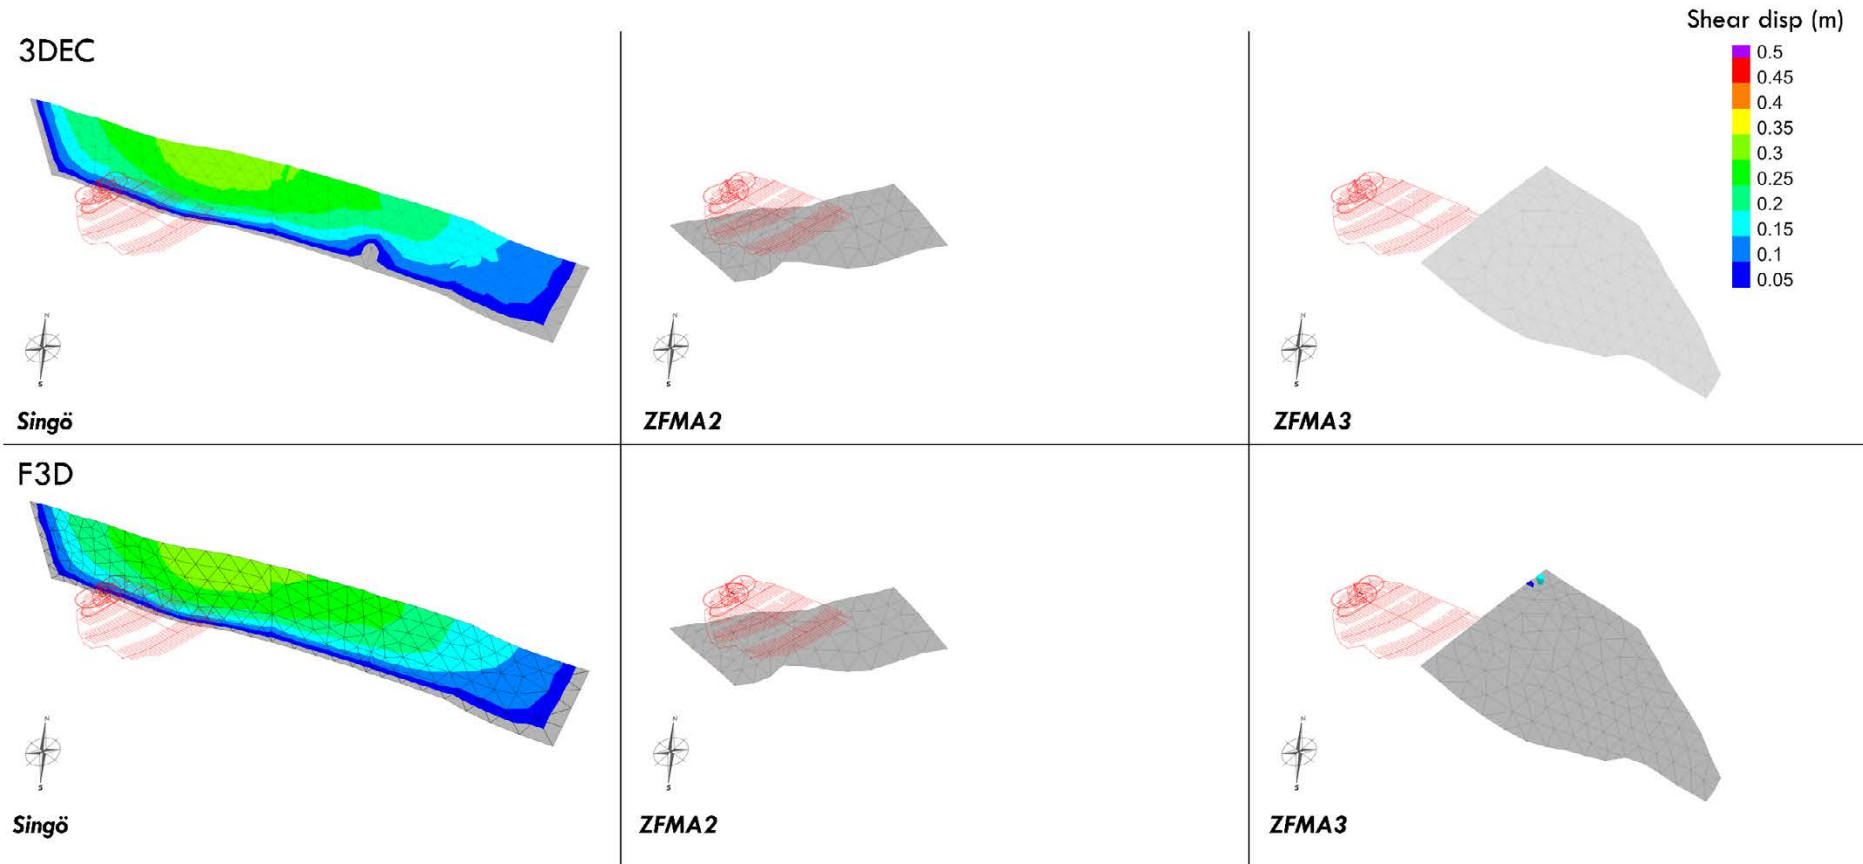 Shear disp (m)
3DEC
0.5
0.45
0.4
0.35
0.3
0.25
0.2
0.15
0.1
0.05
N
S
N
S
N
S
Singö
ZFMA2
ZFMA3
F3D
N
S
N
S
N
S
Singö
ZFMA2
ZFMA3